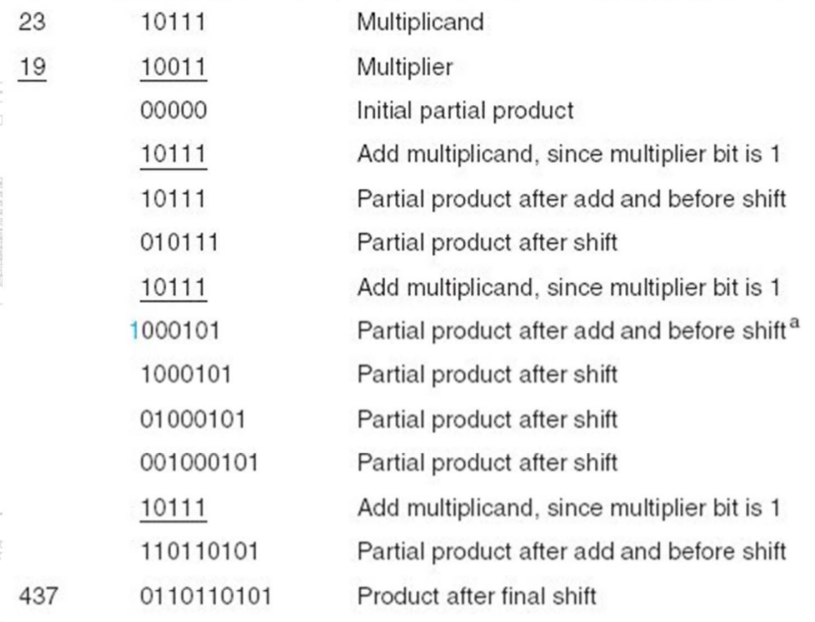 23 10111 Multiplicand
19 10011 Multiplier
00000 Initial partial product
10111 Add multiplicand, since multiplier bit is 1
10111 Partial product after add and before shift
010111 Partial product after shift
10111 Add multiplicand, since multiplier bit is 1
1000101 Partial product after add and before shift a
1000101 Partial product after shift
01000101 Partial product after shift
001000101 Partial product after shift
10111 Add multiplicand, since multiplier bit is 1
110110101 Partial product after add and before shift
437 0110110101 Product after final shift